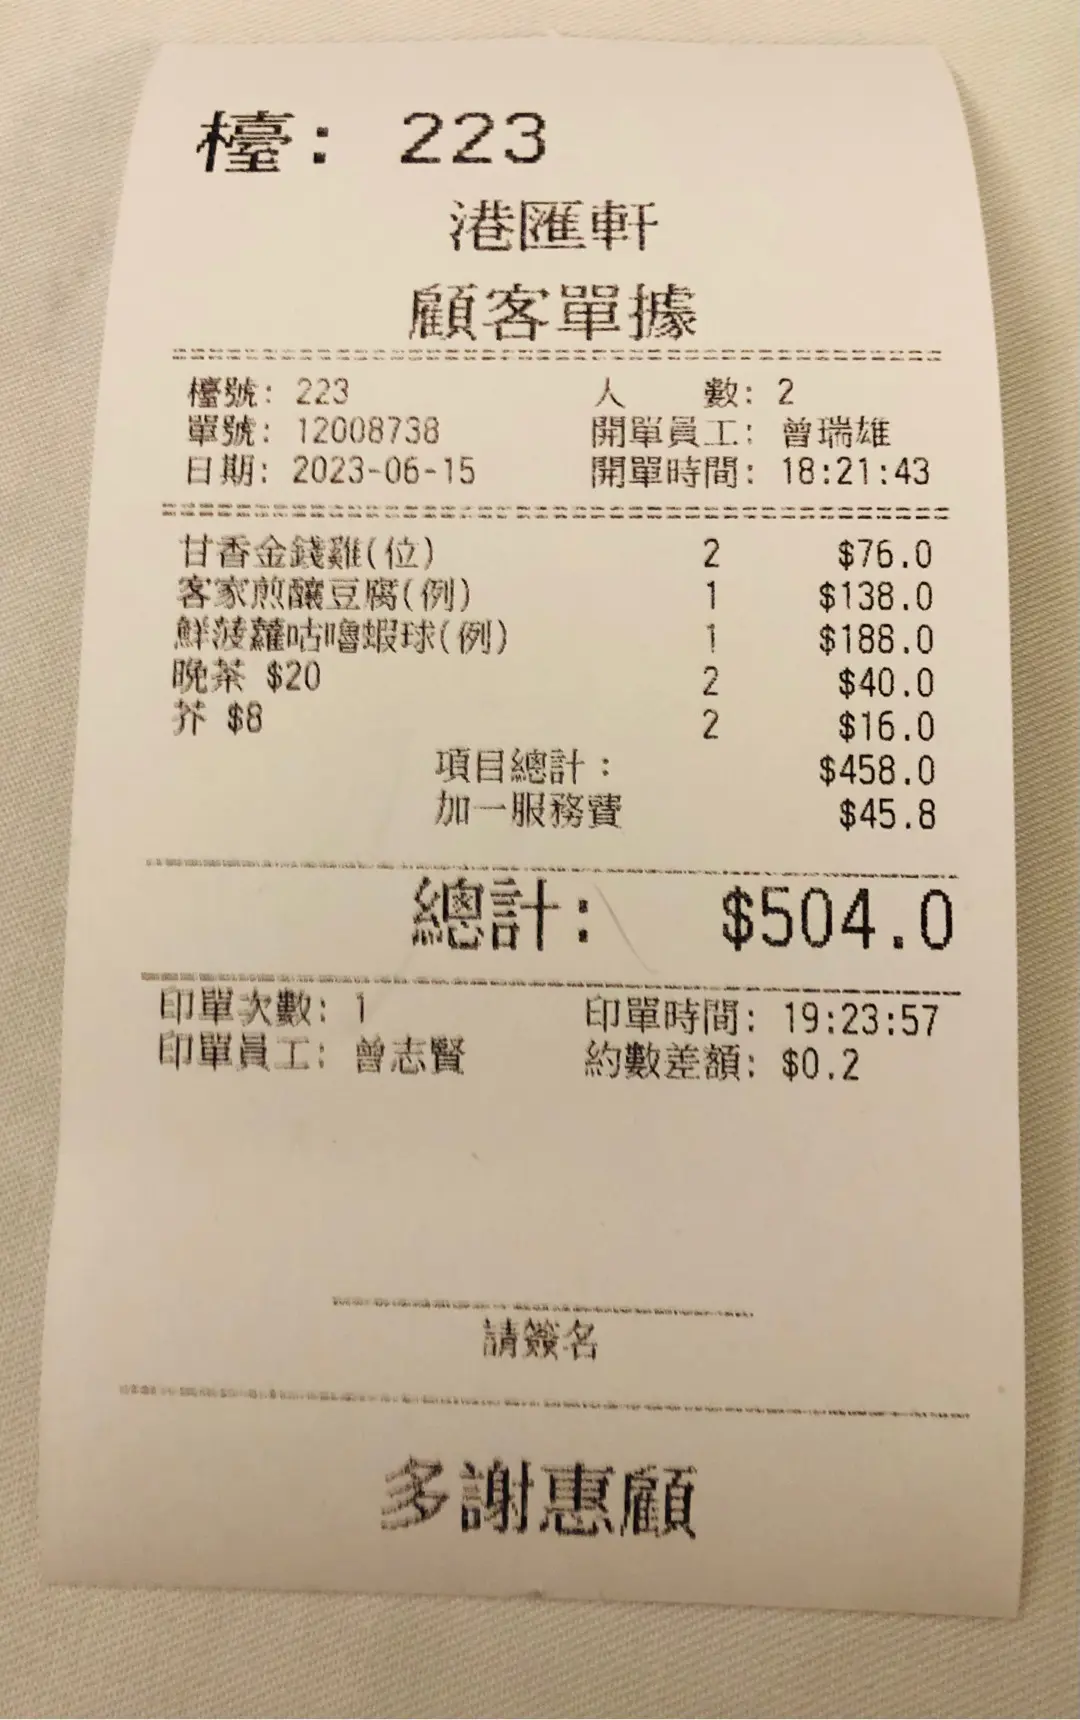 檯: 223
港匯軒
顧客單據
檯號: 223 人 數: 2
單號: 12008738 開單員工: 曾瑞雄
日期: 2023-06-15 開單時間: 18:21:43
甘香金錢雞(位) 2 $76.0
客家煎釀豆腐(例) 1 $138.0
鮮菠蘿咕嚕蝦球(例) 1 $188.0
晚茶 $20 2 $40.0
芥 $8 2 $16.0
項目總計: $458.0
加一服務費 $45.8
總計: $504.0
印單次數: 1 印單時間: 19:23:57
印單員工: 曾志賢 約數差額: $0.2
請簽名
多謝惠顧